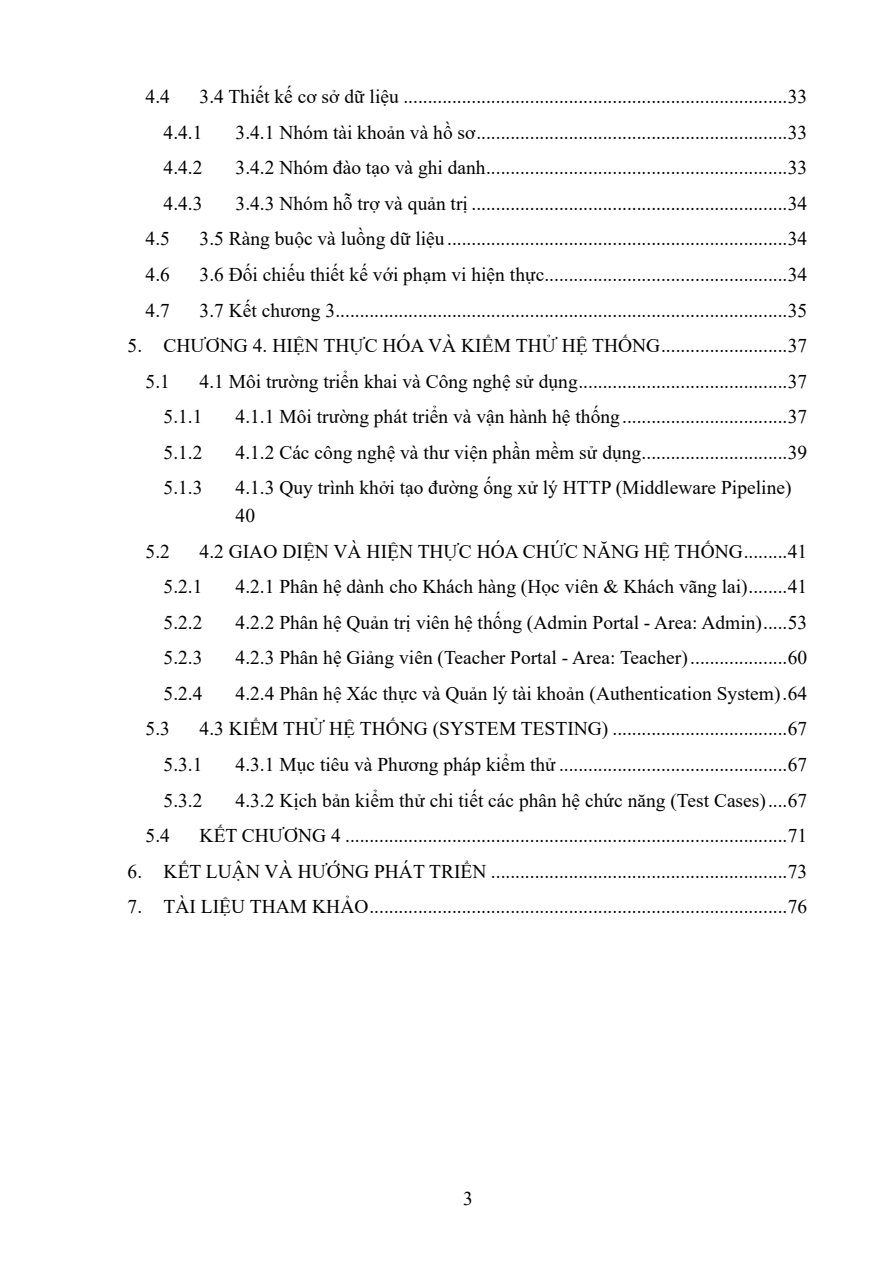 4.4 3.4 Thiết kế cơ sở dữ liệu ................................................................................33
4.4.1 3.4.1 Nhóm tài khoản và hồ sơ.................................................................33
4.4.2 3.4.2 Nhóm đào tạo và ghi danh...............................................................33
4.4.3 3.4.3 Nhóm hỗ trợ và quản trị ..................................................................34
4.5 3.5 Ràng buộc và luồng dữ liệu .......................................................................34
4.6 3.6 Đối chiếu thiết kế với phạm vi hiện thực...................................................34
4.7 3.7 Kết chương 3..............................................................................................35
5. CHƯƠNG 4. HIỆN THỰC HÓA VÀ KIỂM THỬ HỆ THỐNG..........................37
5.1 4.1 Môi trường triển khai và Công nghệ sử dụng............................................37
5.1.1 4.1.1 Môi trường phát triển và vận hành hệ thống ..................................37
5.1.2 4.1.2 Các công nghệ và thư viện phần mềm sử dụng..............................39
5.1.3 4.1.3 Quy trình khởi tạo đường ống xử lý HTTP (Middleware Pipeline)
40
5.2 4.2 GIAO DIỆN VÀ HIỆN THỰC HÓA CHỨC NĂNG HỆ THỐNG.........41
5.2.1 4.2.1 Phân hệ dành cho Khách hàng (Học viên & Khách vãng lai)........41
5.2.2 4.2.2 Phân hệ Quản trị viên hệ thống (Admin Portal - Area: Admin).....53
5.2.3 4.2.3 Phân hệ Giảng viên (Teacher Portal - Area: Teacher) ....................60
5.2.4 4.2.4 Phân hệ Xác thực và Quản lý tài khoản (Authentication System) .64
5.3 4.3 KIỂM THỬ HỆ THỐNG (SYSTEM TESTING) ....................................67
5.3.1 4.3.1 Mục tiêu và Phương pháp kiểm thử ...............................................67
5.3.2 4.3.2 Kịch bản kiểm thử chi tiết các phân hệ chức năng (Test Cases)....67
5.4 KẾT CHƯƠNG 4 ...........................................................................................71
6. KẾT LUẬN VÀ HƯỚNG PHÁT TRIỂN .............................................................73
7. TÀI LIỆU THAM KHẢO......................................................................................76
3